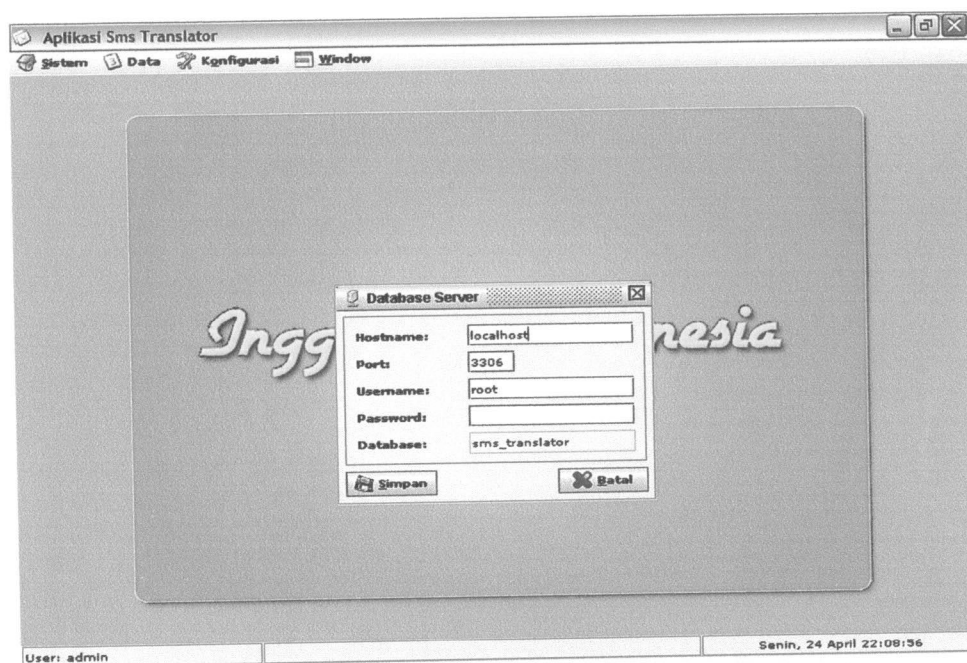 Aplikasi Sms Translator
Sistem Data Konfigurasi Window
Database Server
Hostname: localhost
Port: 3306
Username: root
Password:
Database: sms_translator
Simpan Batal
User: admin
Senin, 24 April 22:08:56